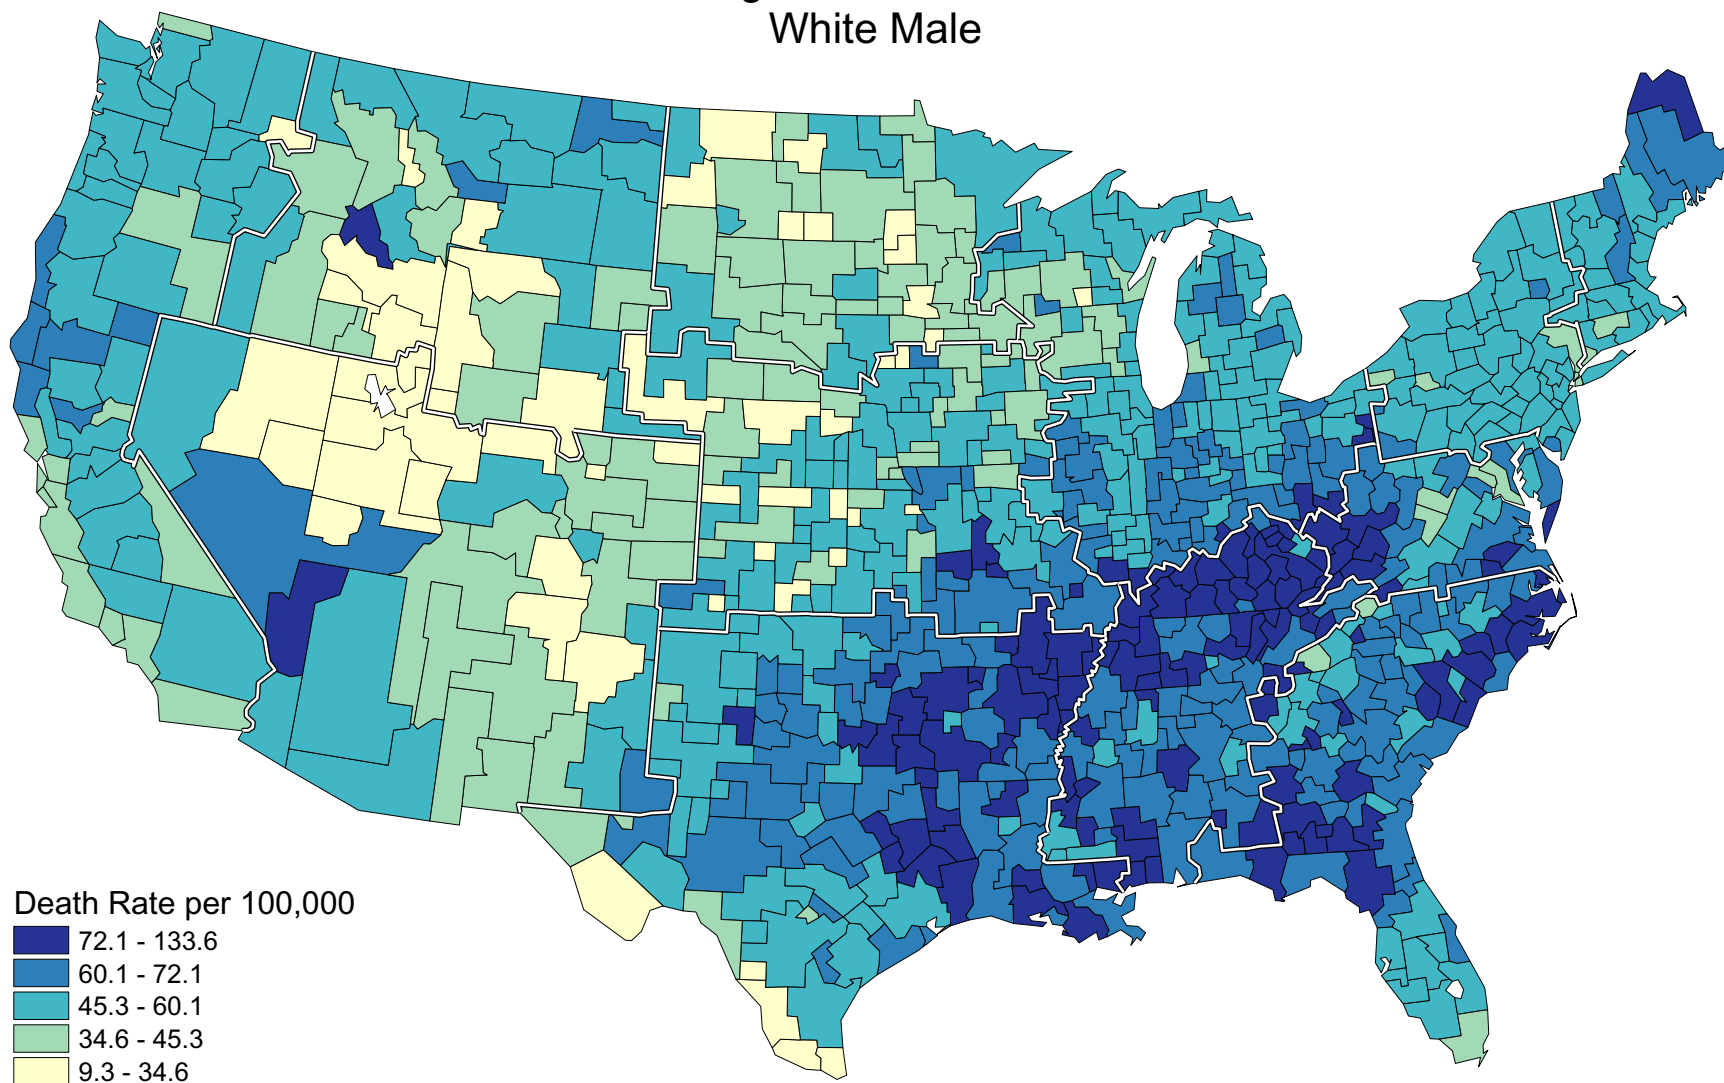 White Male
Death Rate per 100,000
72.1 - 133.6
60.1 - 72.1
45.3 - 60.1
34.6 - 45.3
9.3 - 34.6